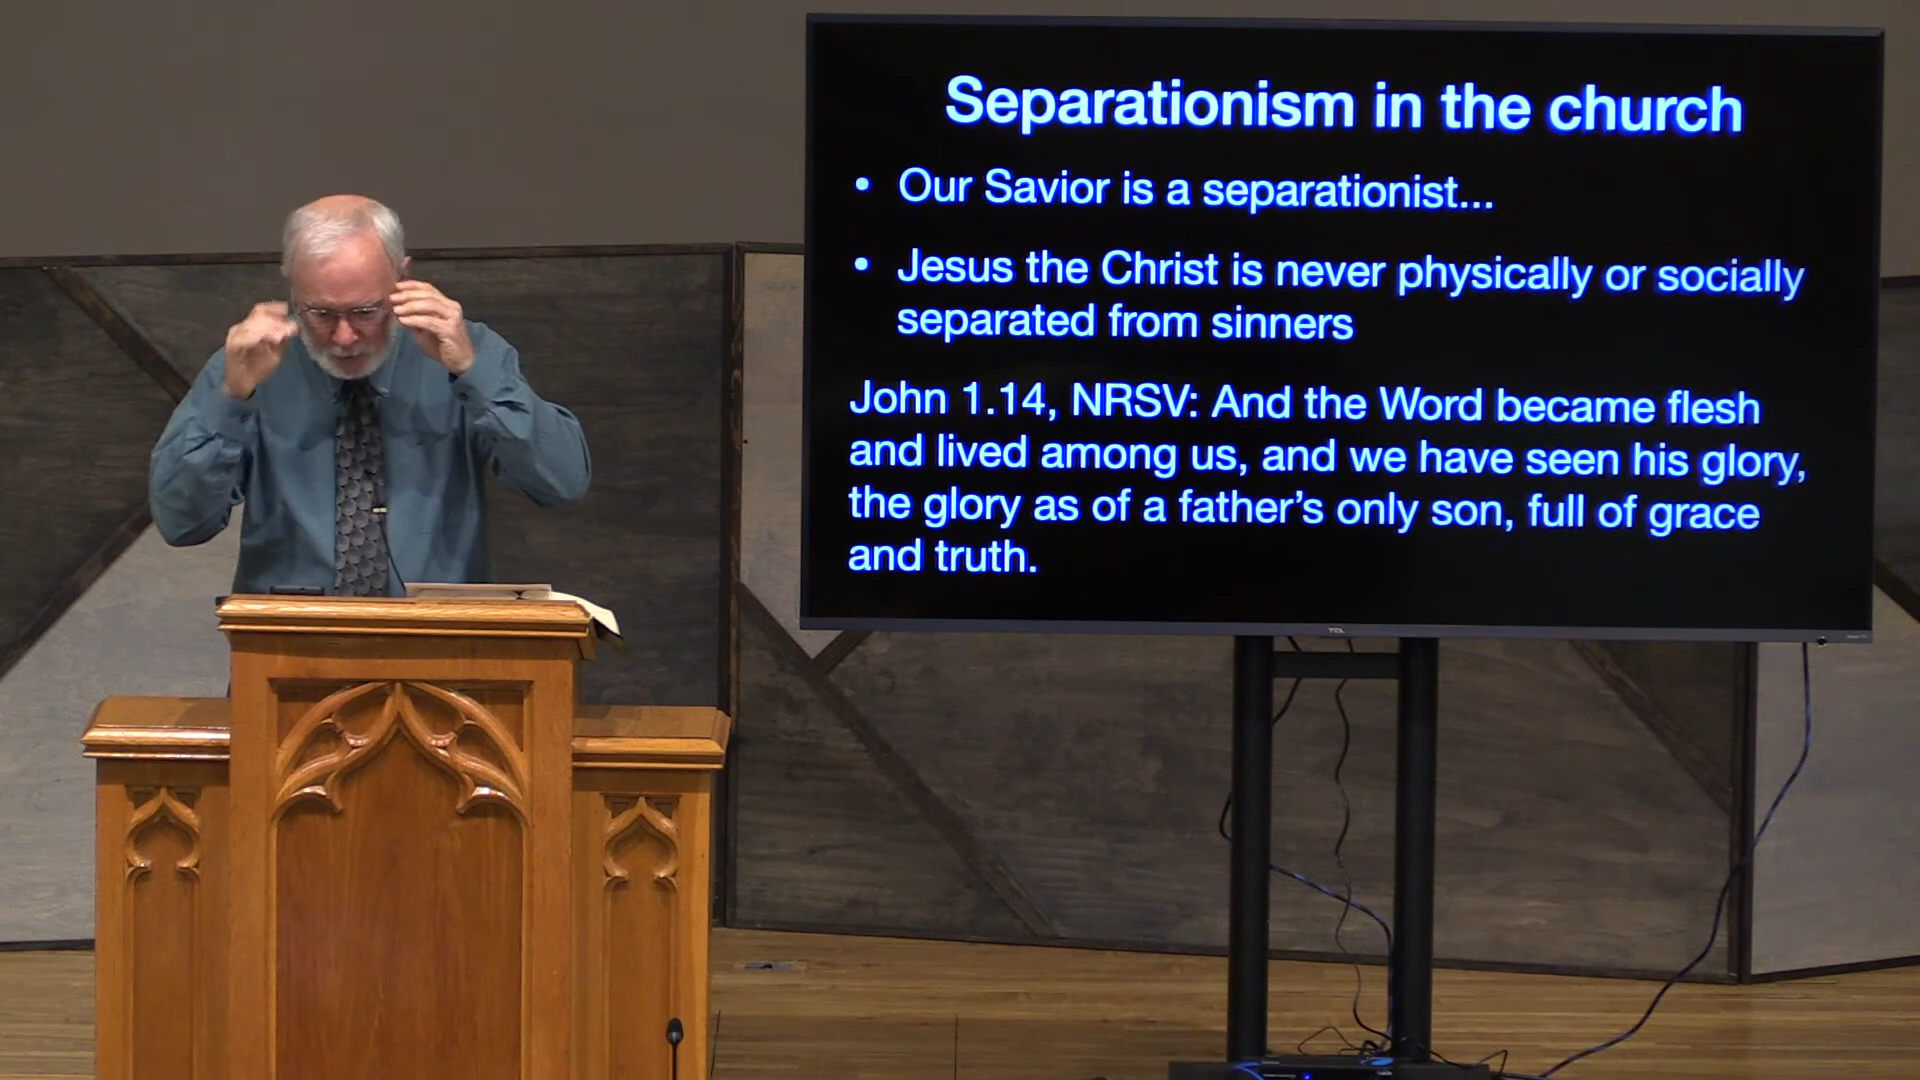 Separationism in the church
• Our Savior is a separationist...
• Jesus the Christ is never physically or socially
separated from sinners
John 1.14, NRSV: And the Word became flesh
and lived among us, and we have seen his glory,
the glory as of a father's only son, full of grace
and truth.
TCL